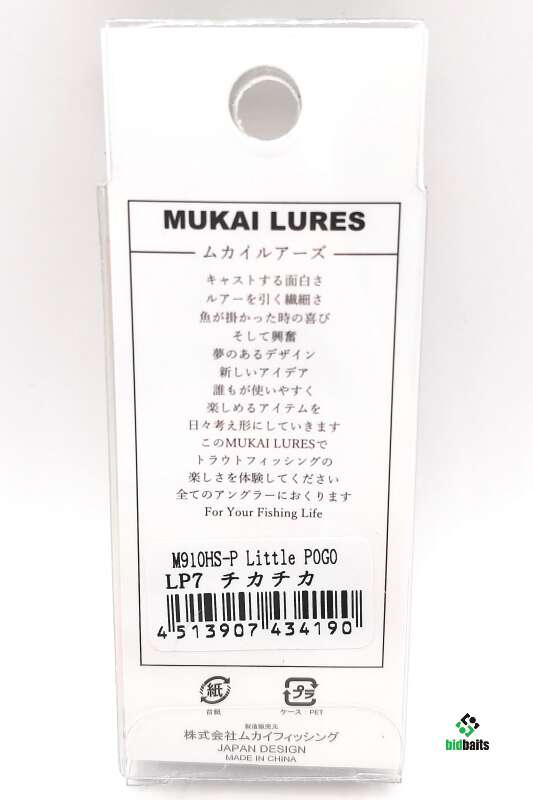 MUKAI LURES
ムカイルアーズ
キャストする面白さ
ルアーを引く繊細さ
魚が掛かった時の喜び
そして興奮
夢のあるデザイン
新しいアイデア
誰もが使いやすく
楽しめるアイテムを
日々考え形にしていきます
このMUKAI LURESで
トラウトフィッシングの
楽しさを体験してください
全てのアングラーにおくります
For Your Fishing Life
M910HS-P Little POGO
LP7 チカチカ
4 513907 434190
紙 プラ
台紙 ケース PET
製造販売元
株式会社ムカイフィッシング
JAPAN DESIGN
MADE IN CHINA
bidbaits